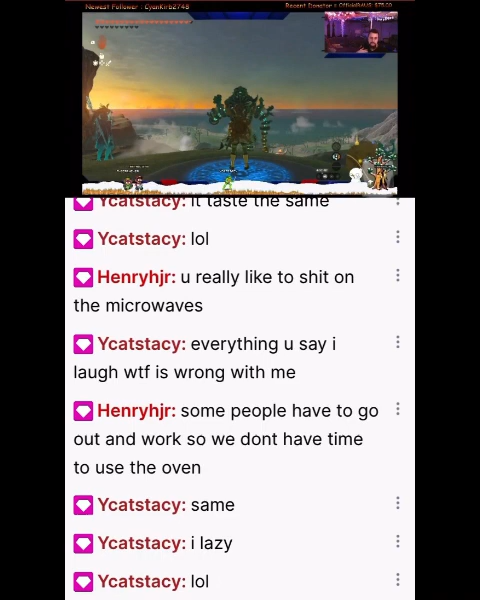 Newest Follower : CyanKirb2748
Recent Donator :
Ycatstacy: it taste the same
Ycatstacy: lol
Henryhjr: u really like to shit on
the microwaves
Ycatstacy: everything u say i
laugh wtf is wrong with me
Henryhjr: some people have to go
out and work so we dont have time
to use the oven
Ycatstacy: same
Ycatstacy: i lazy
Ycatstacy: lol